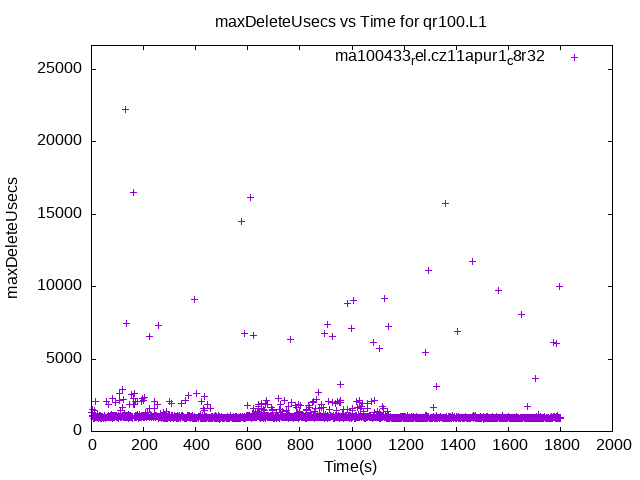 maxDeleteUsecs vs Time for qr100.L1
ma100433_rel.cz11apur1_c8r32
25000
20000
15000
10000
5000
0
maxDeleteUsecs
0 200 400 600 800 1000 1200 1400 1600 1800 2000
Time(s)